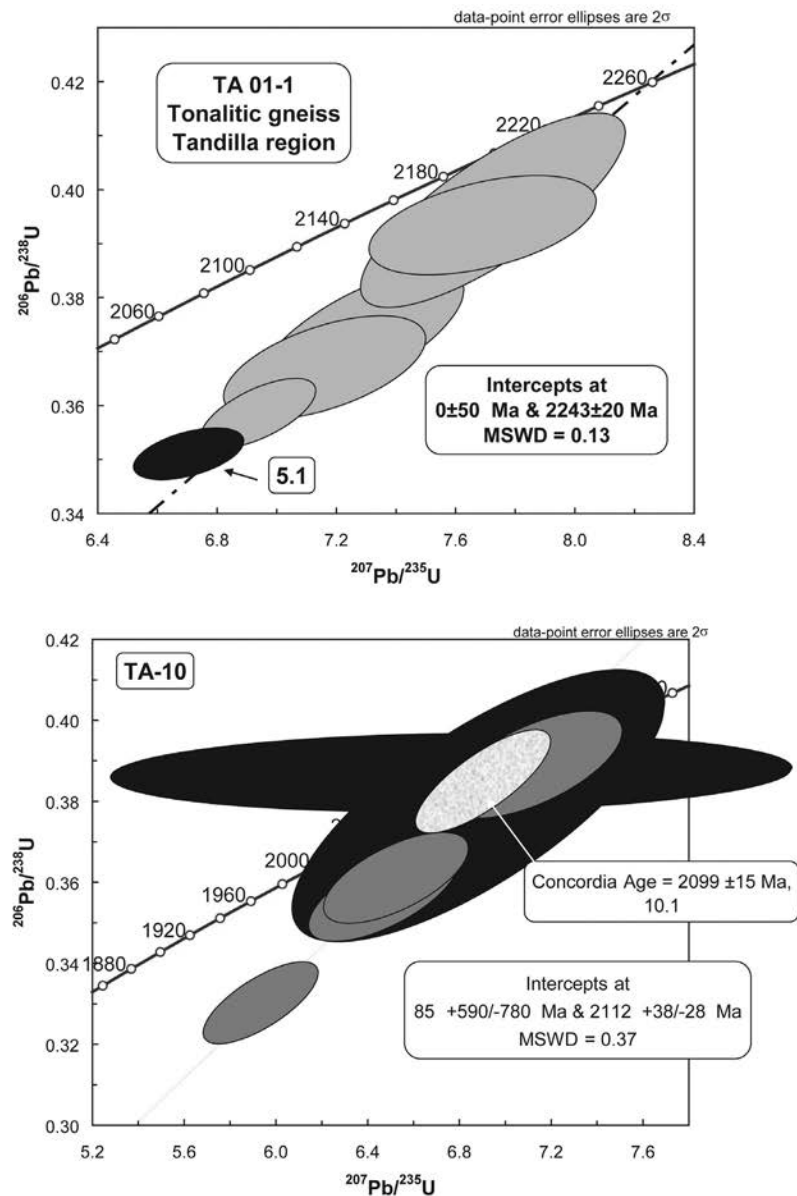 data-point error ellipses are 2σ
TA 01-1
Tonalitic gneiss
Tandilla region
0.42
0.40
0.38
0.36
0.34
²⁰⁶Pb/²³⁸U
2060
2100
2140
2180
2220
2260
Intercepts at
0±50 Ma & 2243±20 Ma
MSWD = 0.13
5.1
6.4
6.8
7.2
7.6
8.0
8.4
²⁰⁷Pb/²³⁵U
data-point error ellipses are 2σ
TA-10
0.42
0.40
0.38
0.36
0.34
0.32
0.30
²⁰⁶Pb/²³⁸U
1880
1920
1960
2000
Concordia Age = 2099 ±15 Ma,
10.1
Intercepts at
85 +590/-780 Ma & 2112 +38/-28 Ma
MSWD = 0.37
5.2
5.6
6.0
6.4
6.8
7.2
7.6
²⁰⁷Pb/²³⁵U